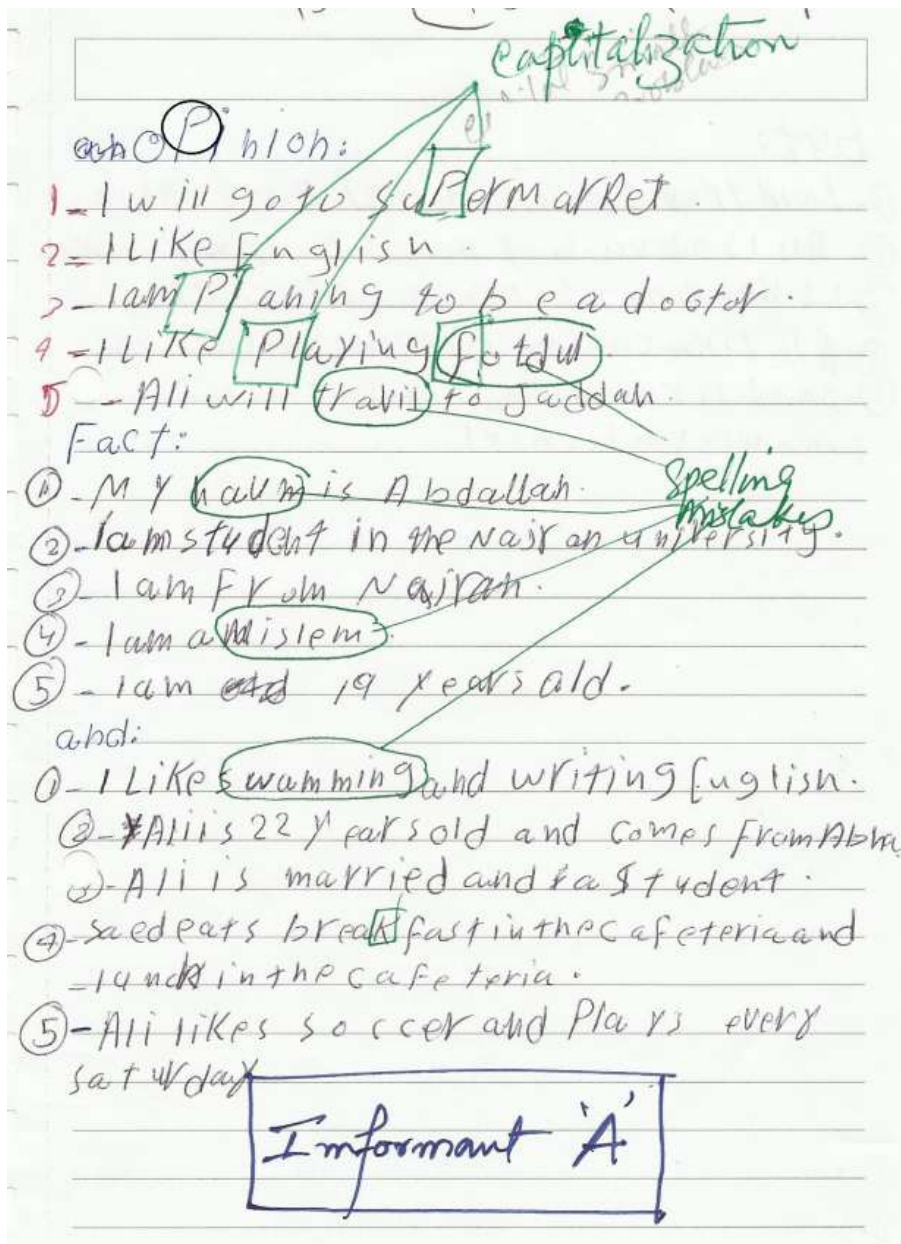 Capitalization
OPinion:
1- I will go to suPerMarket.
2- I LiKe English.
3- I am Planing to be a doctor.
4- I LiKe Playing fotdul.
5- Ali will travil to Jaddah.
Fact:
① - My naum is Abdallah.
Spelling
Mistakes
② - Iam student in the Najran university.
③ - I am From Najran.
④ - I am a Mislem.
⑤ - I am 19 years ald.
and:
① - I Like swamming and writing English.
② - Ali is 22 years old and comes From Abha
③ - Ali is married and a student.
④ - saed eats breaKfast in the cafeteria and
- lunch in the cafeteria.
⑤ - Ali likes soccer and Plays every
saturday
Imformant 'A'